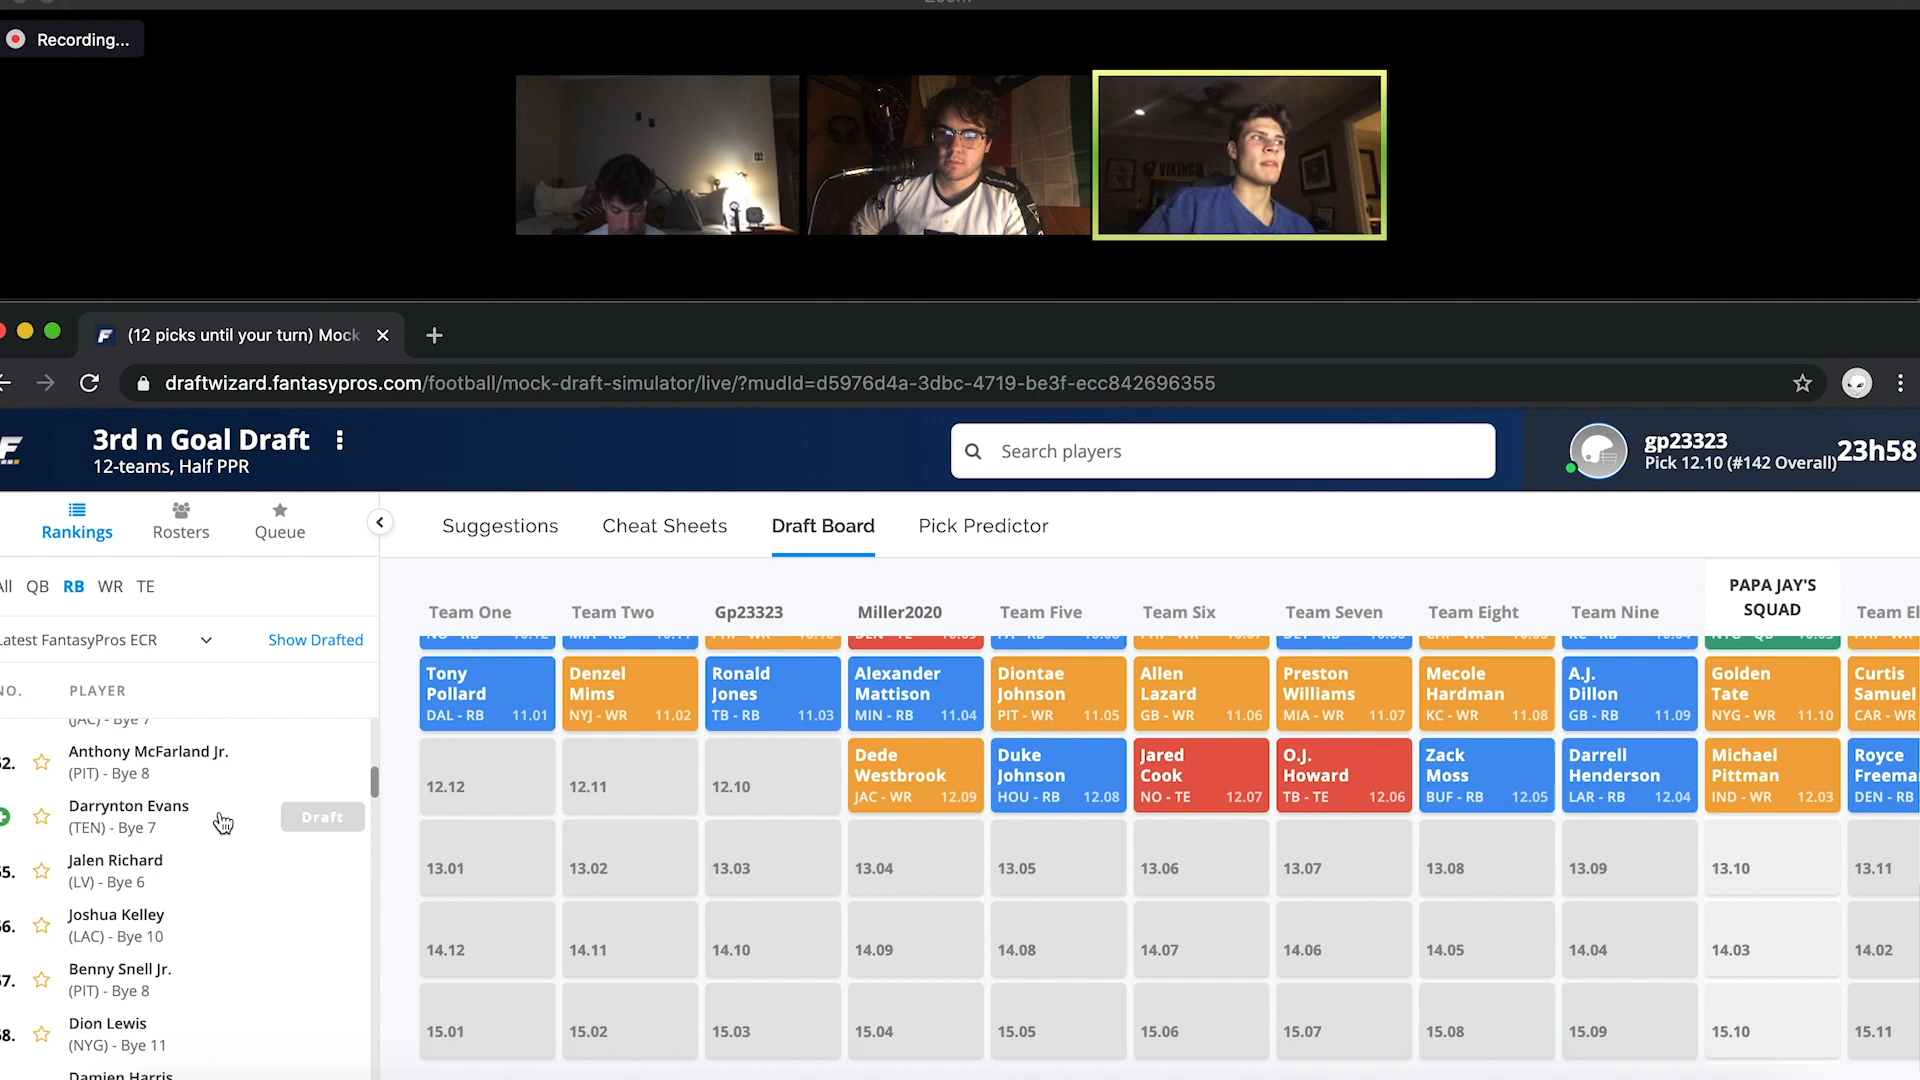 Zoom
Recording...
VIKINGS
(12 picks until your turn) Mock
draftwizard.fantasypros.com/football/mock-draft-simulator/live/?mudId=d5976d4a-3dbc-4719-be3f-ecc842696355
3rd n Goal Draft
12-teams, Half PPR
Search players
gp23323
Pick 12.10 (#142 Overall)
23h58
Rankings Rosters Queue
Suggestions Cheat Sheets Draft Board Pick Predictor
QB RB WR TE
Latest FantasyPros ECR Show Drafted
PLAYER
(JAC) - Bye 7
Anthony McFarland Jr.
(PIT) - Bye 8
Darrynton Evans
(TEN) - Bye 7
Draft
Jalen Richard
(LV) - Bye 6
Joshua Kelley
(LAC) - Bye 10
Benny Snell Jr.
(PIT) - Bye 8
Dion Lewis
(NYG) - Bye 11
Damien Harris
Team One Team Two Gp23323 Miller2020 Team Five Team Six Team Seven Team Eight Team Nine PAPA JAY'S SQUAD Team El
Tony Pollard DAL - RB 11.01
Denzel Mims NYJ - WR 11.02
Ronald Jones TB - RB 11.03
Alexander Mattison MIN - RB 11.04
Diontae Johnson PIT - WR 11.05
Allen Lazard GB - WR 11.06
Preston Williams MIA - WR 11.07
Mecole Hardman KC - WR 11.08
A.J. Dillon GB - RB 11.09
Golden Tate NYG - WR 11.10
Curtis Samuel CAR - WR
12.12 12.11 12.10
Dede Westbrook JAC - WR 12.09
Duke Johnson HOU - RB 12.08
Jared Cook NO - TE 12.07
O.J. Howard TB - TE 12.06
Zack Moss BUF - RB 12.05
Darrell Henderson LAR - RB 12.04
Michael Pittman IND - WR 12.03
Royce Freema DEN - RB
13.01 13.02 13.03 13.04 13.05 13.06 13.07 13.08 13.09 13.10 13.11
14.12 14.11 14.10 14.09 14.08 14.07 14.06 14.05 14.04 14.03 14.02
15.01 15.02 15.03 15.04 15.05 15.06 15.07 15.08 15.09 15.10 15.11